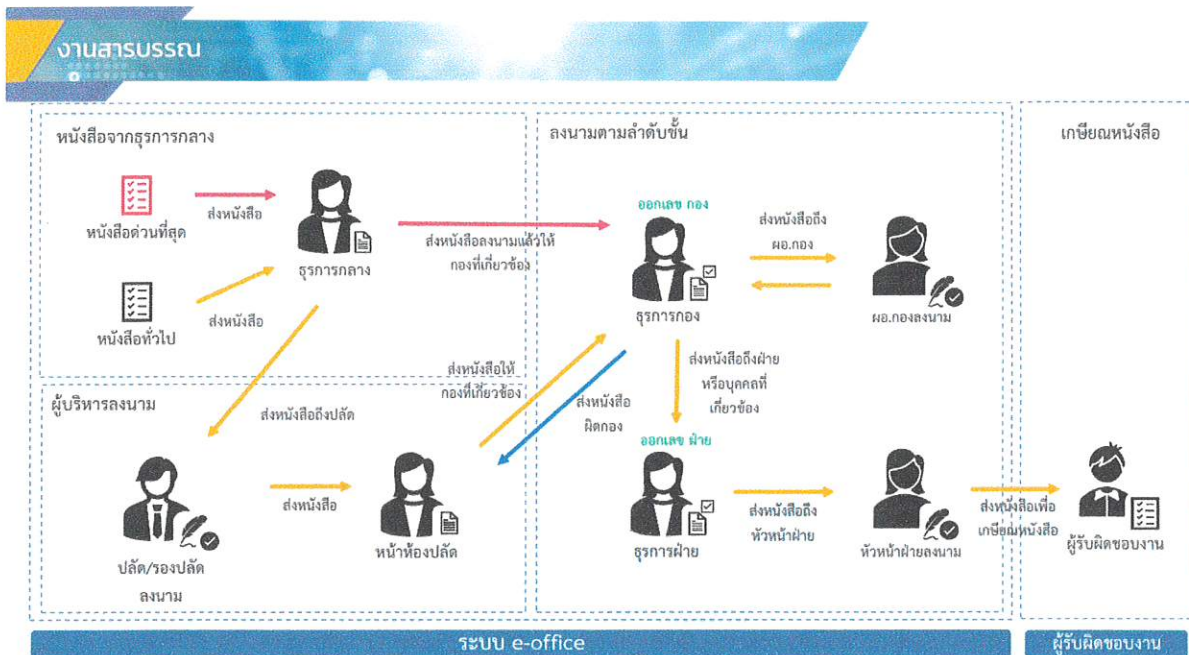 งานสารบรรณ
หนังสือจากธุรการกลาง
หนังสือด่วนที่สุด
ส่งหนังสือ
ธุรการกลาง
หนังสือทั่วไป
ส่งหนังสือ
ส่งหนังสือลงนามแล้วให้
กองที่เกี่ยวข้อง
ผู้บริหารลงนาม
ส่งหนังสือถึงปลัด
ปลัด/รองปลัด
ลงนาม
ส่งหนังสือ
หน้าห้องปลัด
ส่งหนังสือให้
กองที่เกี่ยวข้อง
ส่งหนังสือ
ผิดกอง
ลงนามตามลำดับชั้น
ออกเลข กอง
ธุรการกอง
ส่งหนังสือถึง
ผอ.กอง
ผอ.กองลงนาม
ส่งหนังสือถึงฝ่าย
หรือบุคคลที่
เกี่ยวข้อง
ออกเลข ฝ่าย
ธุรการฝ่าย
ส่งหนังสือถึง
หัวหน้าฝ่าย
หัวหน้าฝ่ายลงนาม
ส่งหนังสือเพื่อ
เกษียณหนังสือ
เกษียณหนังสือ
ผู้รับผิดชอบงาน
ระบบ e-office
ผู้รับผิดชอบงาน